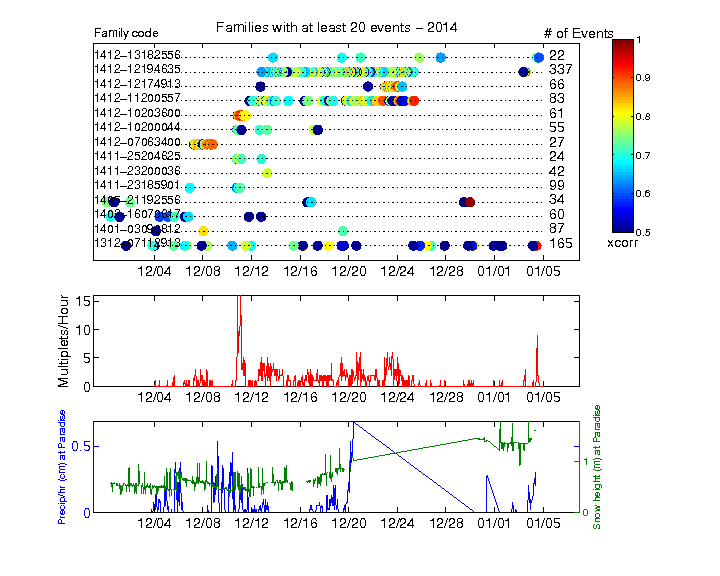 Families with at least 20 events − 2014
Family code
# of Events
1412−13182556 22
1412−12194635 337
1412−12174913 66
1412−11200557 83
1412−10203600 61
1412−10200044 55
1412−07063400 27
1411−25204625 24
1411−23200036 42
1411−23185901 99
1405−21192556 34
60
87
1312−07112913 165
12/04 12/08 12/12 12/16 12/20 12/24 12/28 01/01 01/05
1
0.9
0.8
0.7
0.6
0.5
xcorr
Multiplets/Hour
15
10
5
0
12/04 12/08 12/12 12/16 12/20 12/24 12/28 01/01 01/05
Precip/hr (cm) at Paradise
0.5
0
Snow height (m) at Paradise
1
0
12/04 12/08 12/12 12/16 12/20 12/24 12/28 01/01 01/05